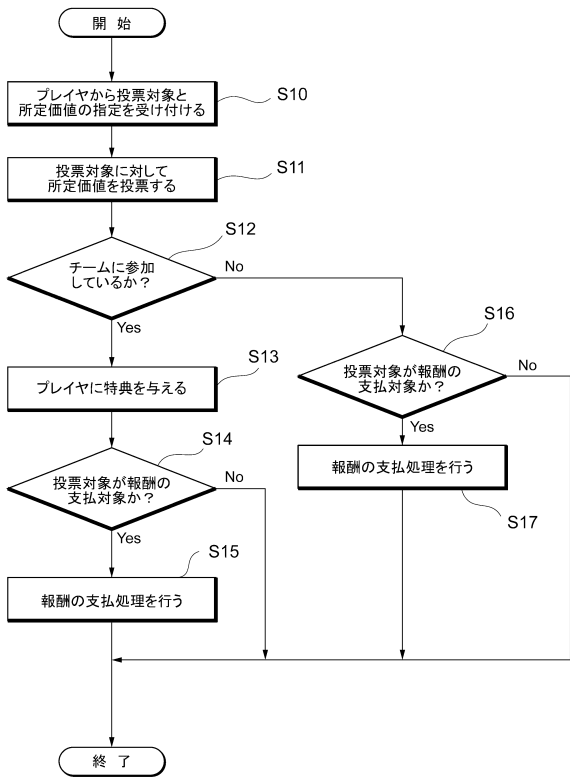 開 始
プレイヤから投票対象と
所定価値の指定を受け付ける
S10
投票対象に対して
所定価値を投票する
S11
チームに参加
しているか？
S12
No
Yes
プレイヤに特典を与える
S13
投票対象が報酬の
支払対象か？
S14
No
Yes
報酬の支払処理を行う
S15
投票対象が報酬の
支払対象か？
S16
No
Yes
報酬の支払処理を行う
S17
終 了